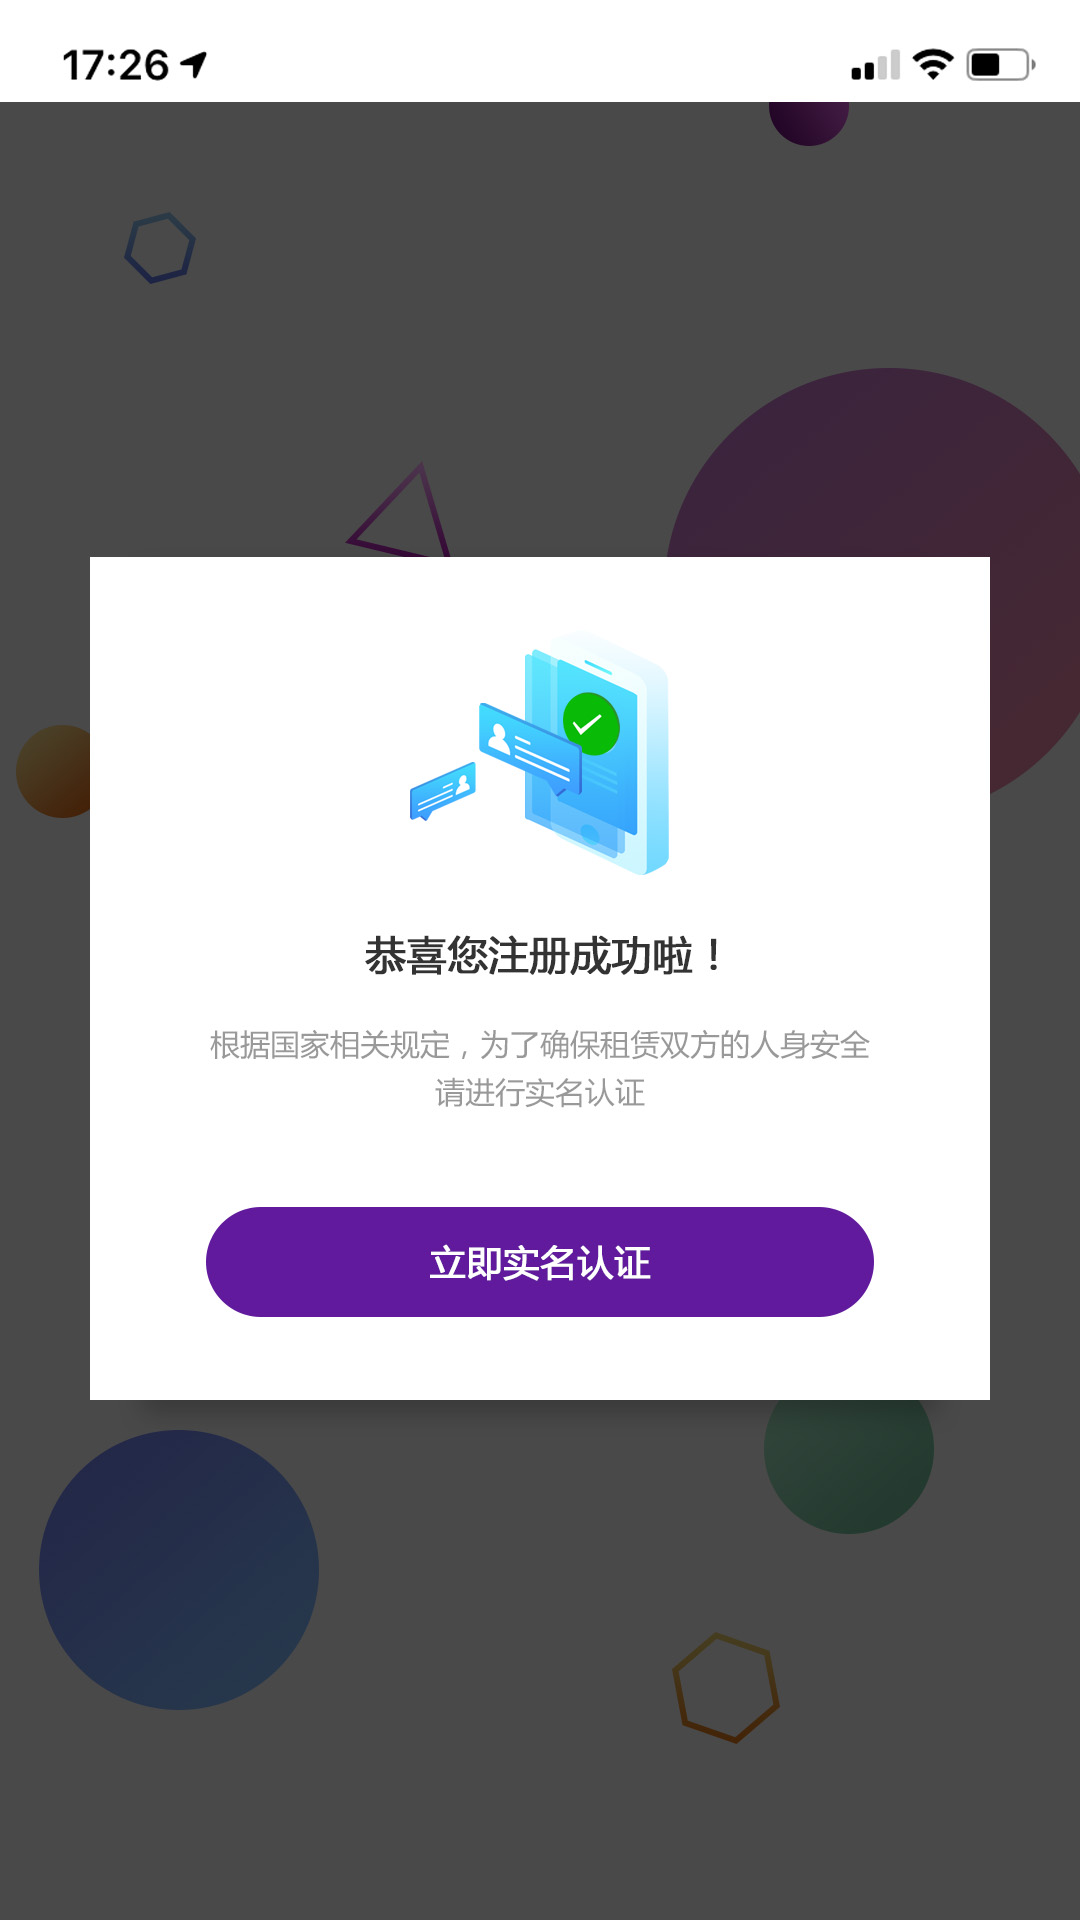 17:26
恭喜您注册成功啦！
根据国家相关规定，为了确保租赁双方的人身安全
请进行实名认证
立即实名认证